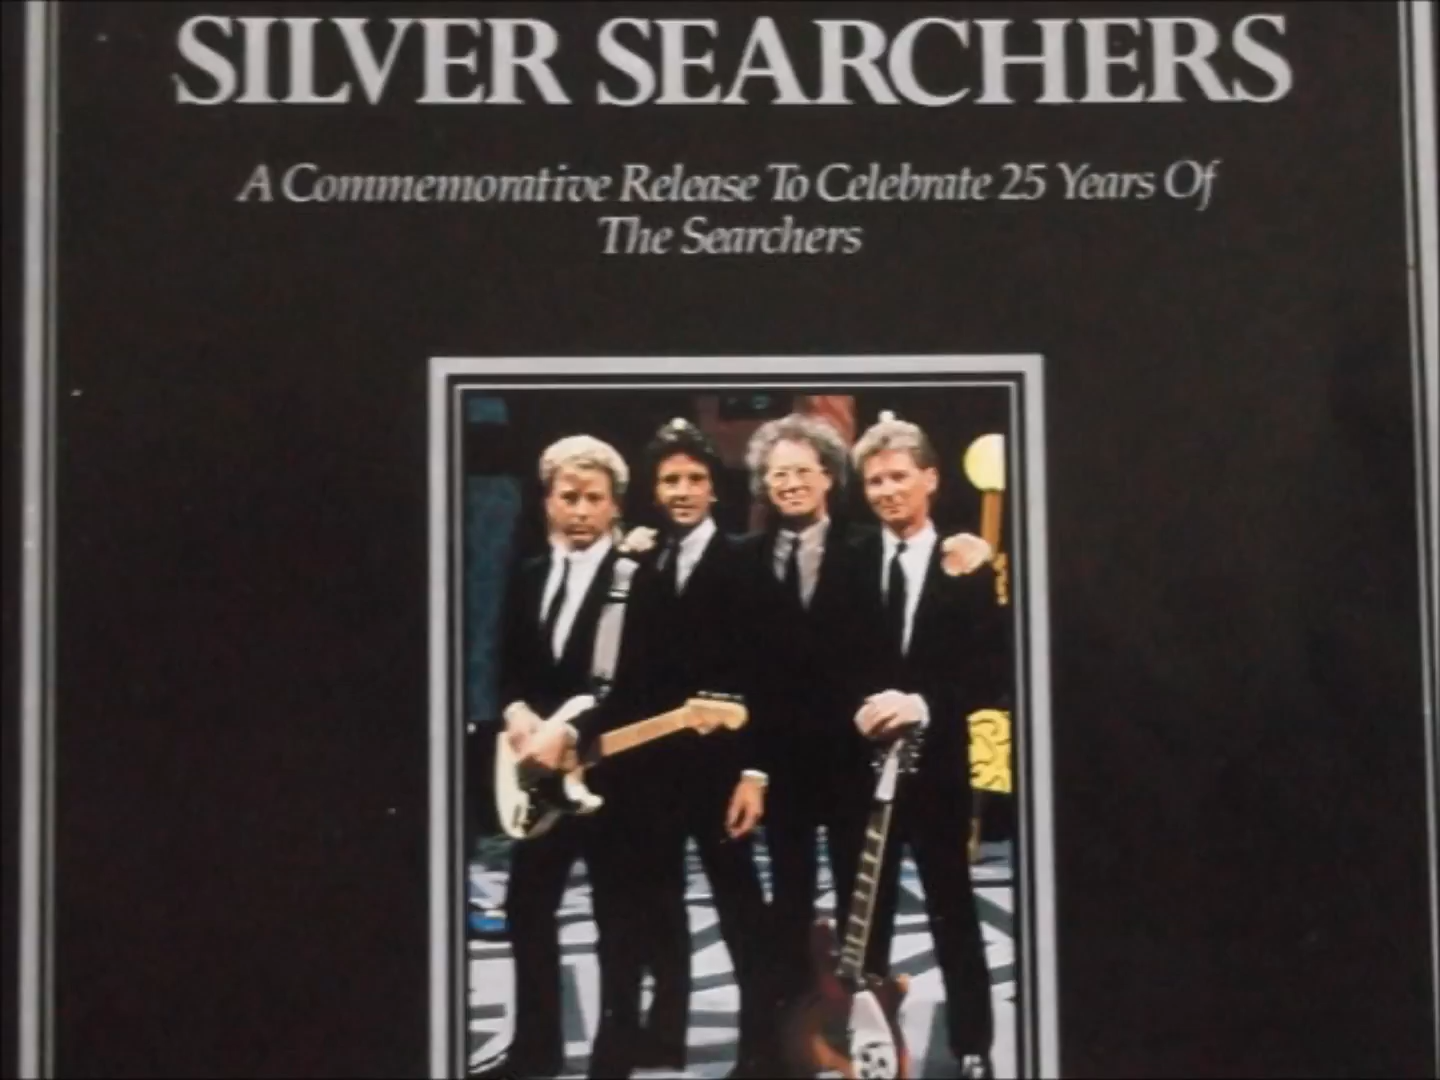 SILVER SEARCHERS
A Commemorative Release To Celebrate 25 Years Of
The Searchers